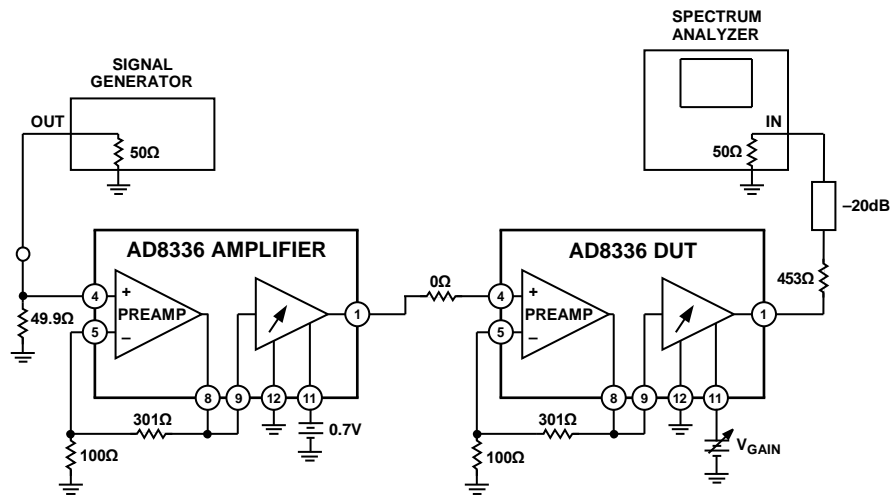 SPECTRUM
ANALYZER
SIGNAL
GENERATOR
OUT
50Ω
IN
50Ω
–20dB
453Ω
AD8336 AMPLIFIER
4
+
PREAMP
5
–
1
49.9Ω
8
9
12
11
301Ω
100Ω
0.7V
0Ω
AD8336 DUT
4
+
PREAMP
5
–
1
8
9
12
11
301Ω
100Ω
VGAIN